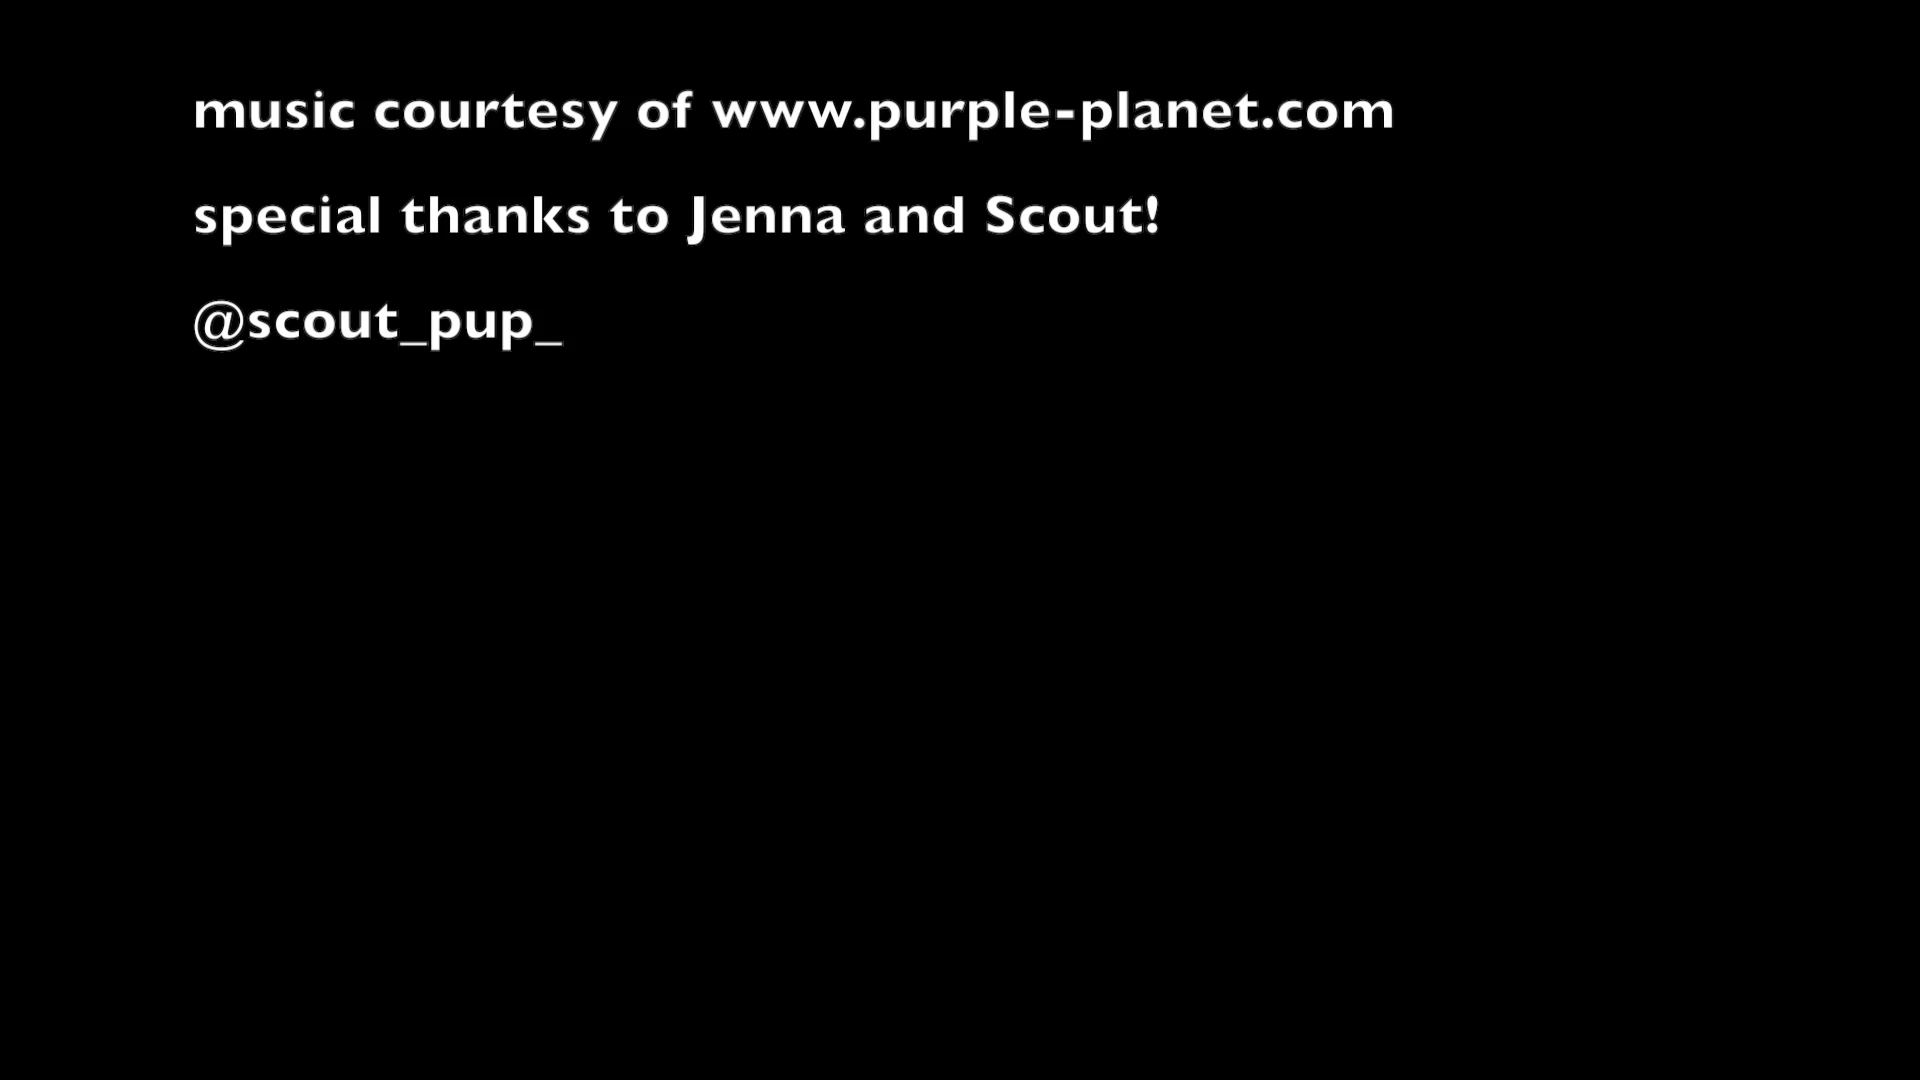 music courtesy of www.purple-planet.com
special thanks to Jenna and Scout!
@scout_pup_